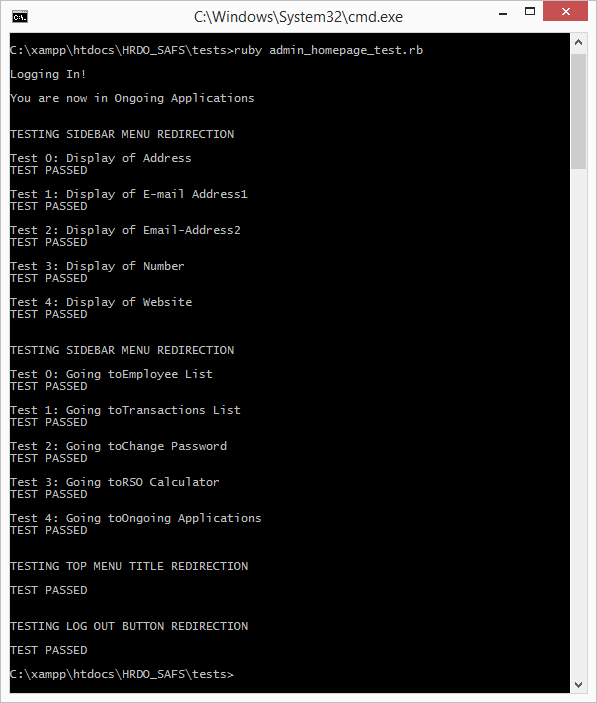 C:\Windows\System32\cmd.exe
C:\xampp\htdocs\HRDO_SAFS\tests>ruby admin_homepage_test.rb
Logging In!
You are now in Ongoing Applications
TESTING SIDEBAR MENU REDIRECTION
Test 0: Display of Address
TEST PASSED
Test 1: Display of E-mail Address1
TEST PASSED
Test 2: Display of Email-Address2
TEST PASSED
Test 3: Display of Number
TEST PASSED
Test 4: Display of Website
TEST PASSED
TESTING SIDEBAR MENU REDIRECTION
Test 0: Going toEmployee List
TEST PASSED
Test 1: Going toTransactions List
TEST PASSED
Test 2: Going toChange Password
TEST PASSED
Test 3: Going toRSO Calculator
TEST PASSED
Test 4: Going toOngoing Applications
TEST PASSED
TESTING TOP MENU TITLE REDIRECTION
TEST PASSED
TESTING LOG OUT BUTTON REDIRECTION
TEST PASSED
C:\xampp\htdocs\HRDO_SAFS\tests>